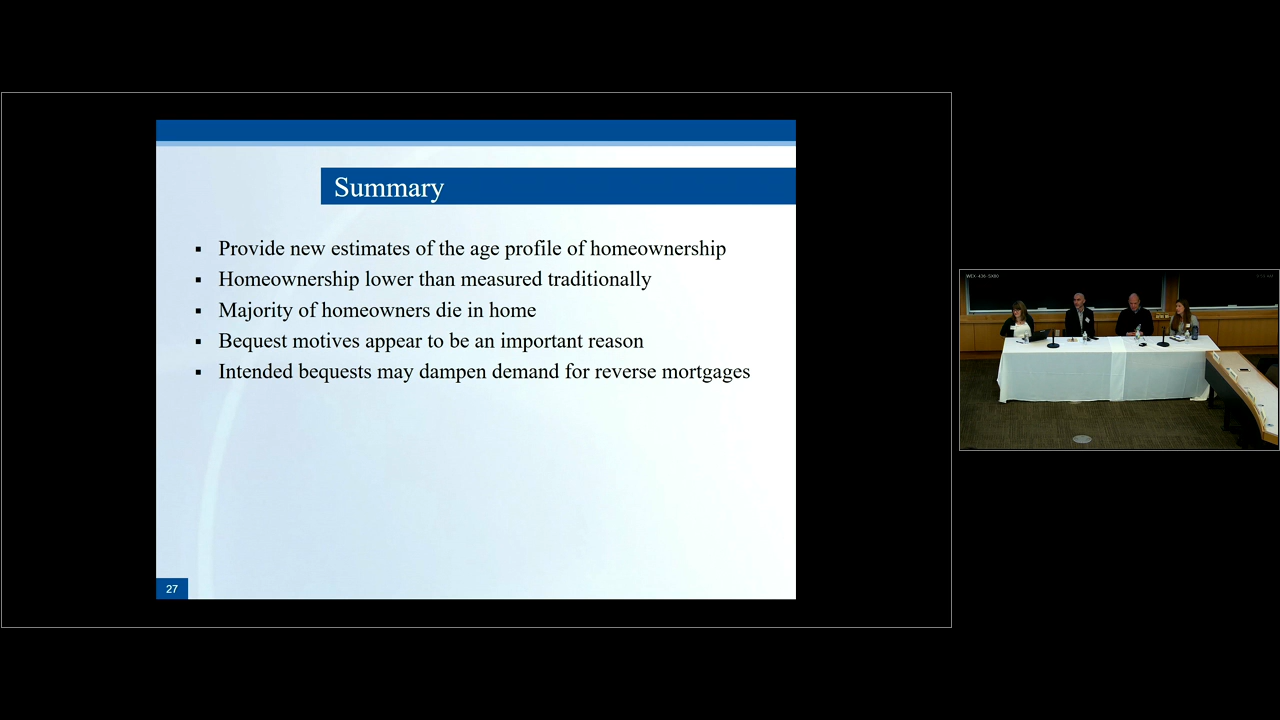 Summary
▪ Provide new estimates of the age profile of homeownership
▪ Homeownership lower than measured traditionally
▪ Majority of homeowners die in home
▪ Bequest motives appear to be an important reason
▪ Intended bequests may dampen demand for reverse mortgages
27